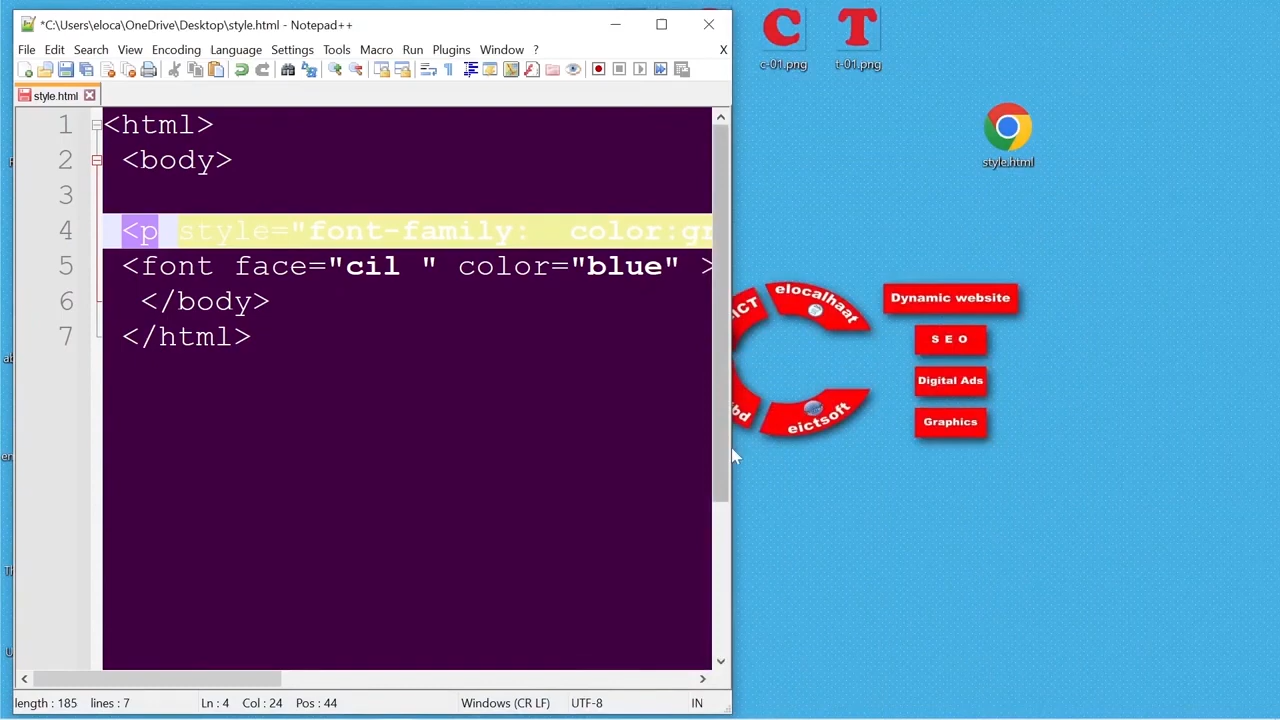 *C:\Users\eloca\OneDrive\Desktop\style.html - Notepad++
File Edit Search View Encoding Language Settings Tools Macro Run Plugins Window ? X
style.html
1 <html>
2 <body>
3
4 <p style="font-family: color:gr
5 <font face="cil " color="blue" >
6 </body>
7 </html>
length : 185 lines : 7 Ln : 4 Col : 24 Pos : 44 Windows (CR LF) UTF-8 IN
C
c-01.png
T
t-01.png
style.html
elocalhaat
ICT
eictsoft
Dynamic website
S E O
Digital Ads
Graphics